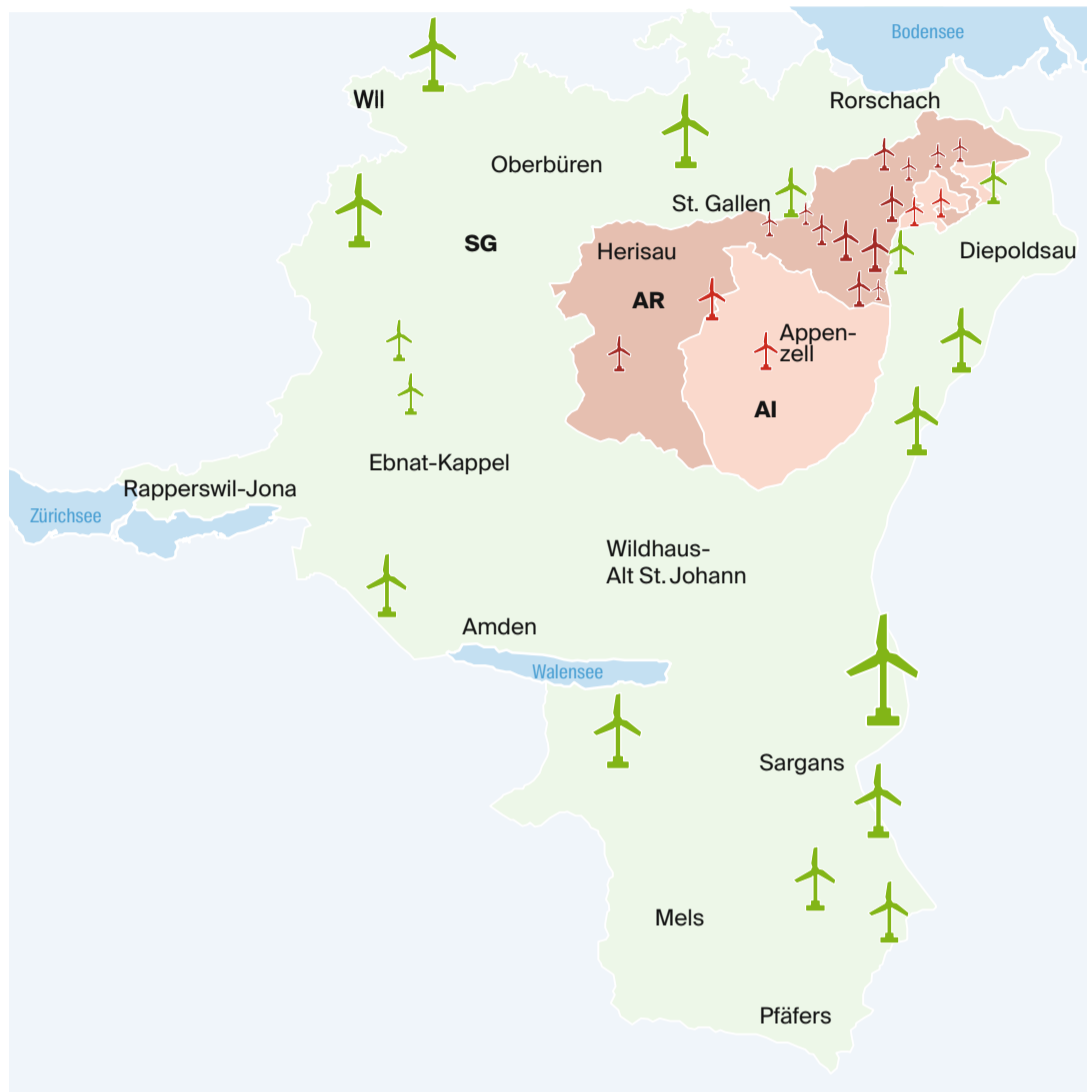 Bodensee
WIl
Rorschach
Oberbüren
St. Gallen
SG
Herisau
Diepoldsau
AR
Appen-
zell
AI
Ebnat-Kappel
Rapperswil-Jona
Zürichsee
Wildhaus-
Alt St. Johann
Amden
Walensee
Sargans
Mels
Pfäfers